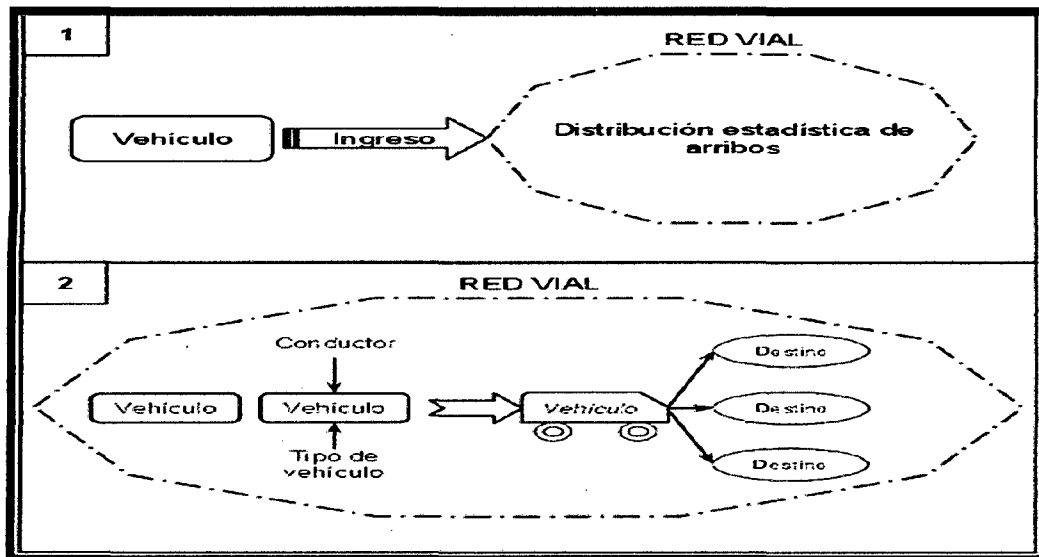 1
RED VIAL
Vehículo
Ingreso
Distribución estadística de
arribos
2
RED VIAL
Conductor
Vehículo
Vehículo
Tipo de
vehículo
Vehículo
Destino
Destino
Destino